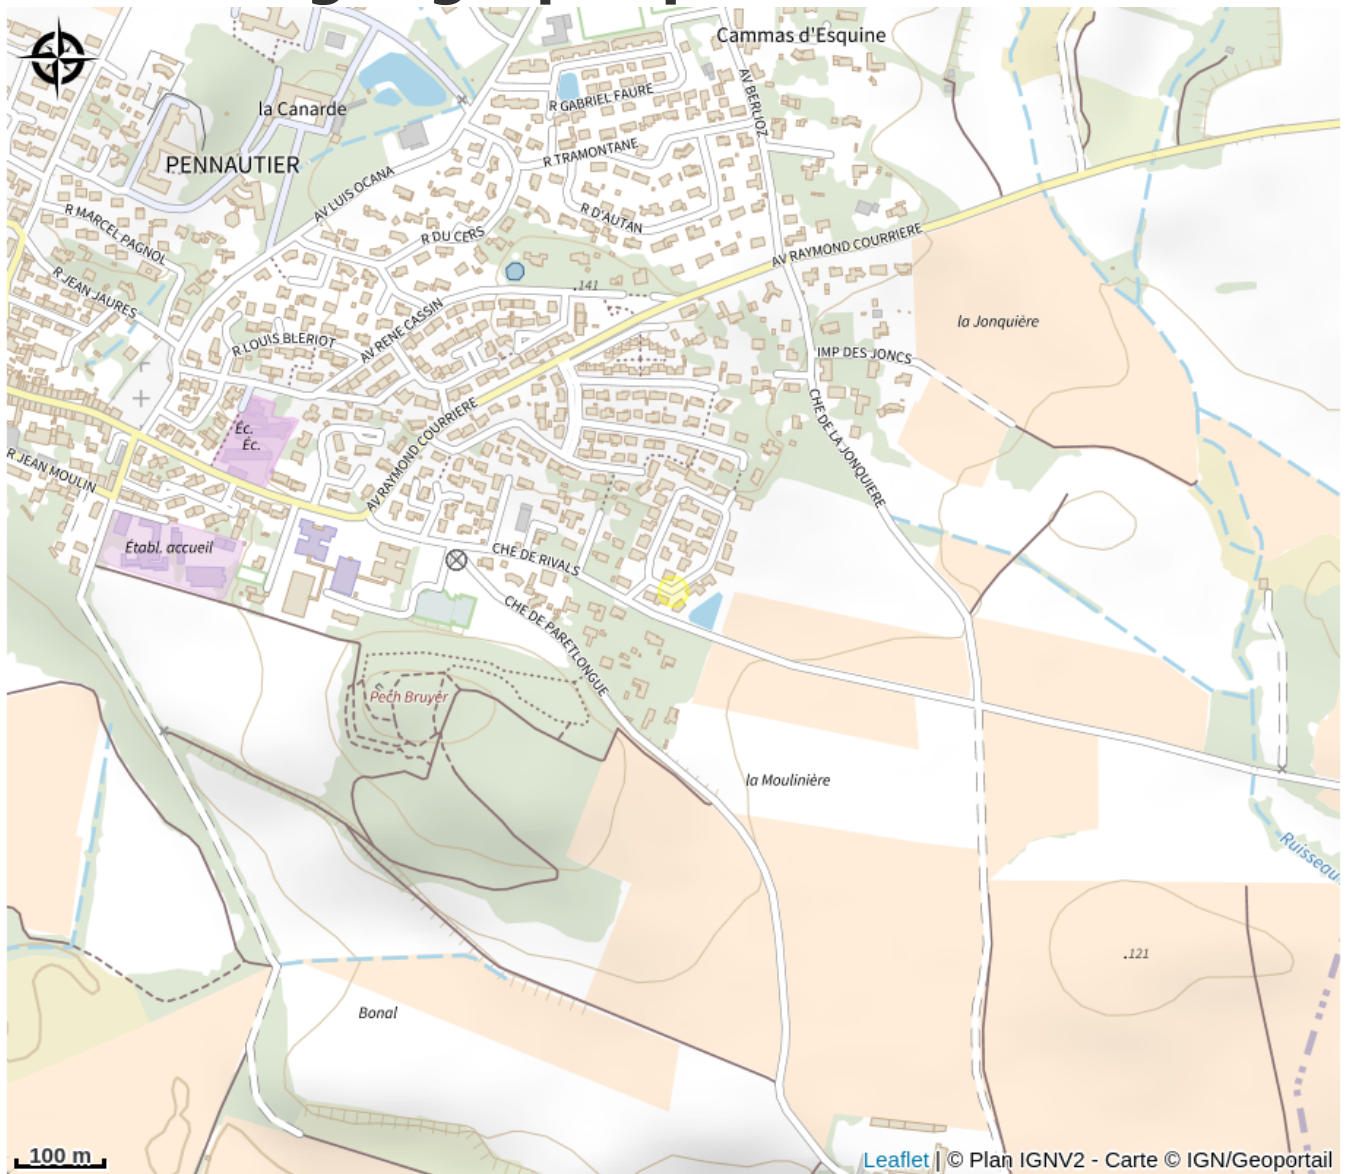 Cammas d'Esquine
AV BERLIOZ
R GABRIEL FAURE
la Canarde
R TRAMONTANE
PENNAUTIER
AV LUIS OCANA
R MARCEL PAGNOL
R D'AUTAN
R DU CERS
AV RAYMOND COURRIERE
R JEAN JAURES
.141
la Jonquière
AV RENE CASSIN
R LOUIS BLERIOT
IMP DES JONCS
CHE DE LA JONQUIERE
AV RAYMOND COURRIERE
Éc.
Éc.
R JEAN MOULIN
Établ. accueil
CHE DE RIVALS
CHE DE PARETLONGUE
Pech Bruyér
la Moulinière
Ruisseau
.121
Bonal
100 m
Leaflet | © Plan IGNV2 - Carte © IGN/Geoportail